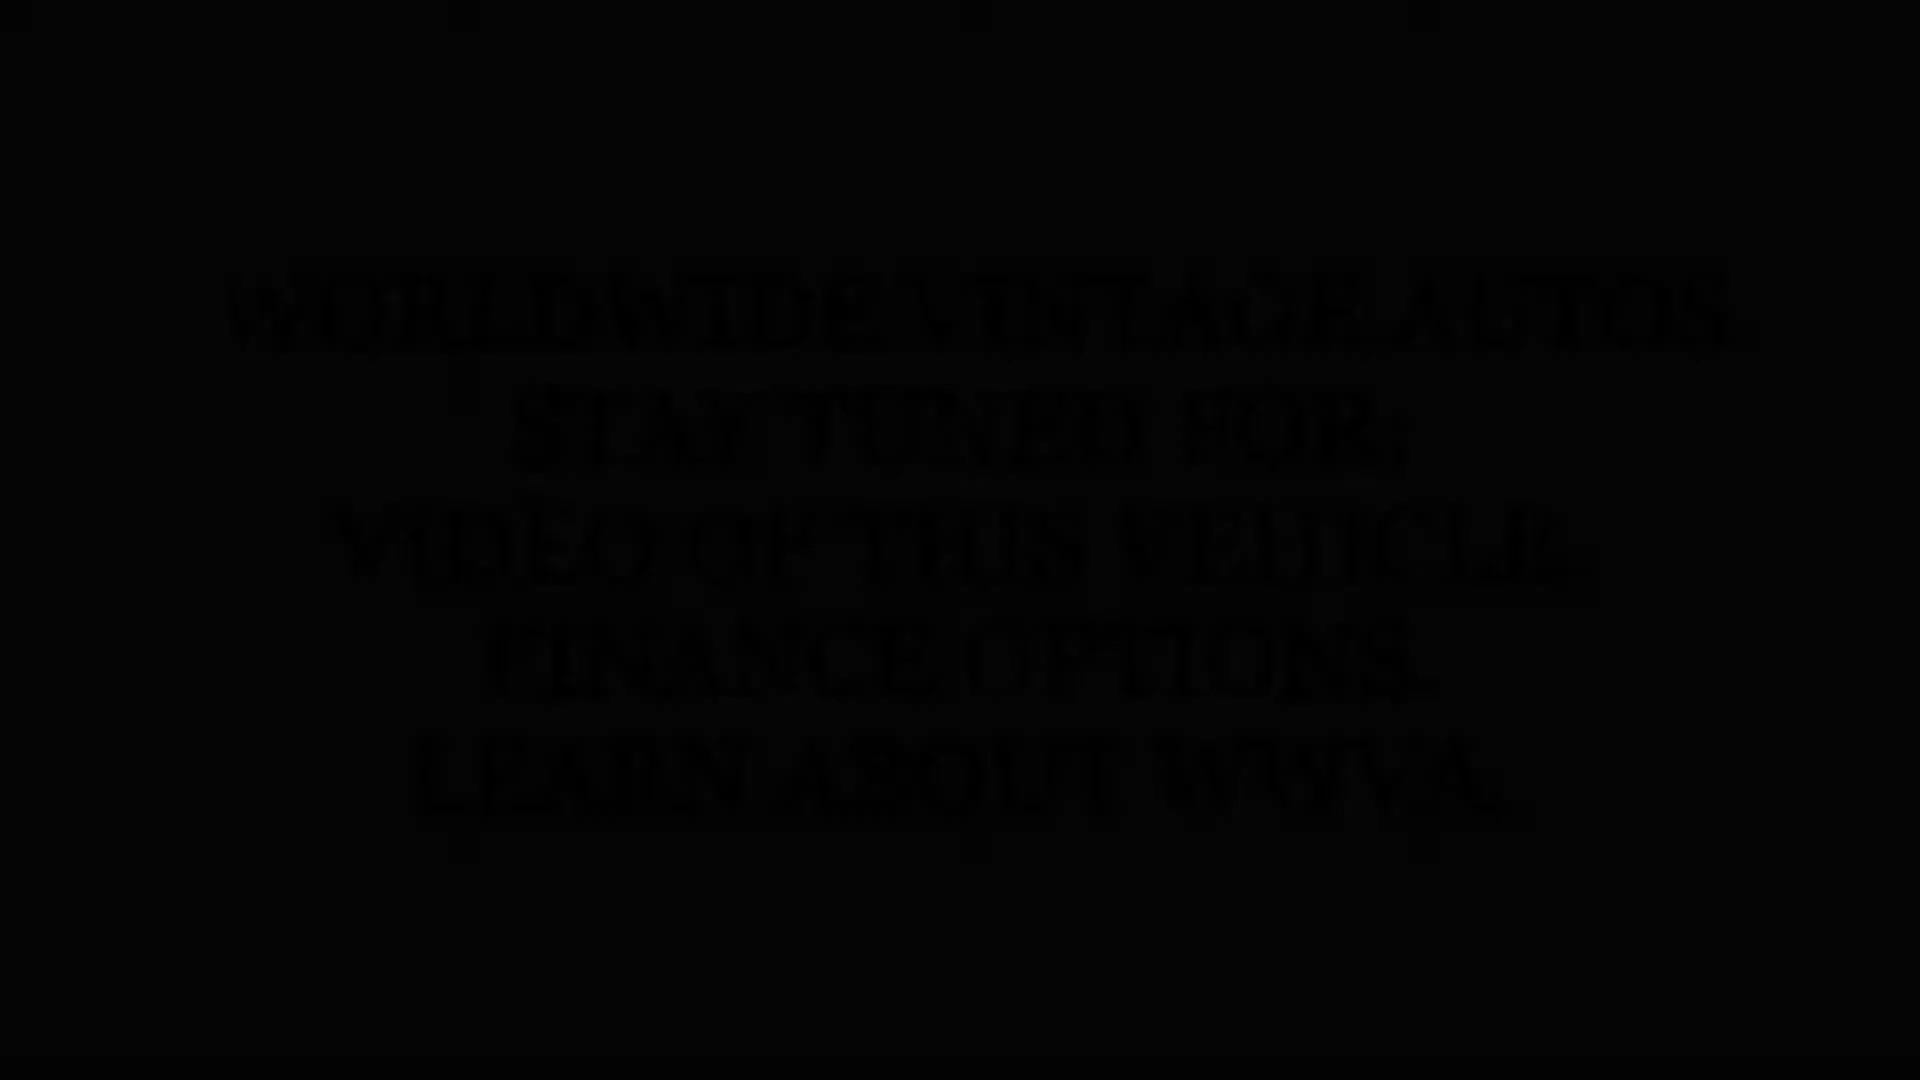 WORLDWIDE VINTAGE AUTOS.
STAY TUNED FOR:
VIDEO OF THIS VEHICLE.
FINANCE OPTIONS.
LEARN ABOUT WWVA.